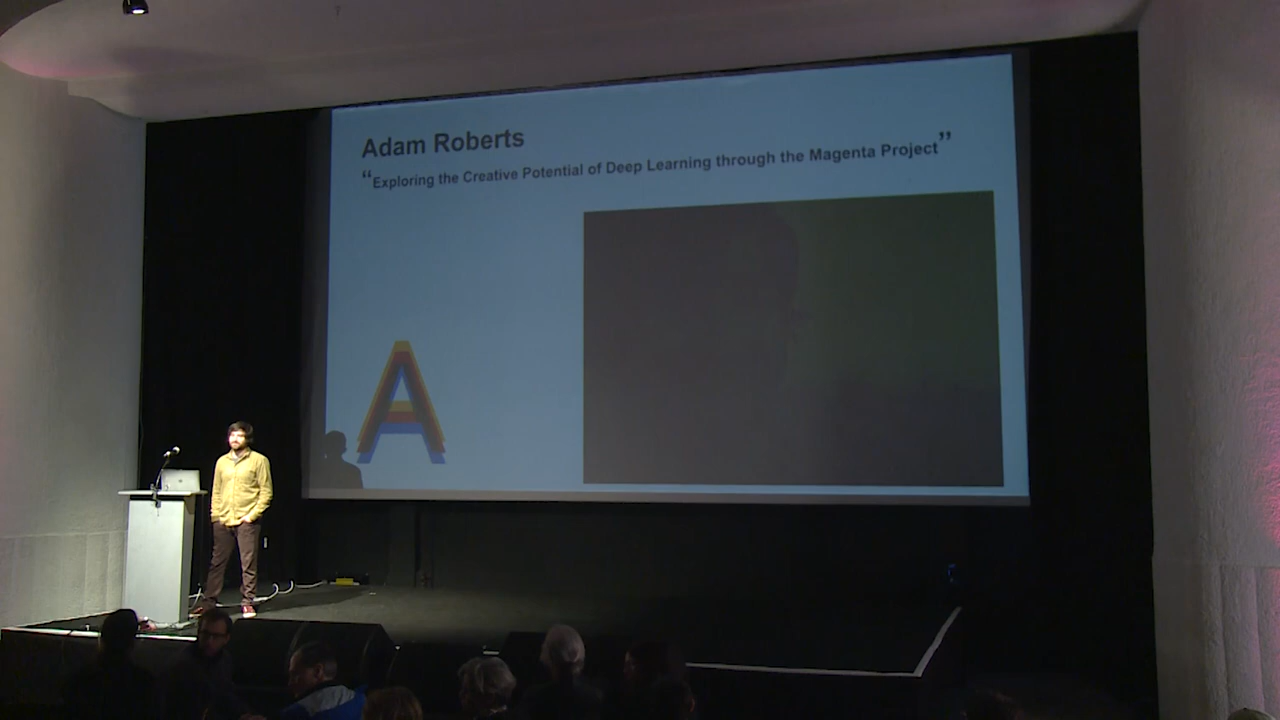 Adam Roberts
“Exploring the Creative Potential of Deep Learning through the Magenta Project”
A